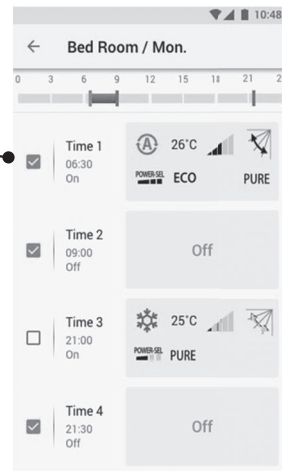 10:48
Bed Room / Mon.
0 3 6 9 12 15 18 21 2
Time 1
06:30
On
A 26°C
POWER-SEL ECO PURE
Time 2
09:00
Off
Off
Time 3
21:00
On
25°C
POWER-SEL PURE
Time 4
21:30
Off
Off